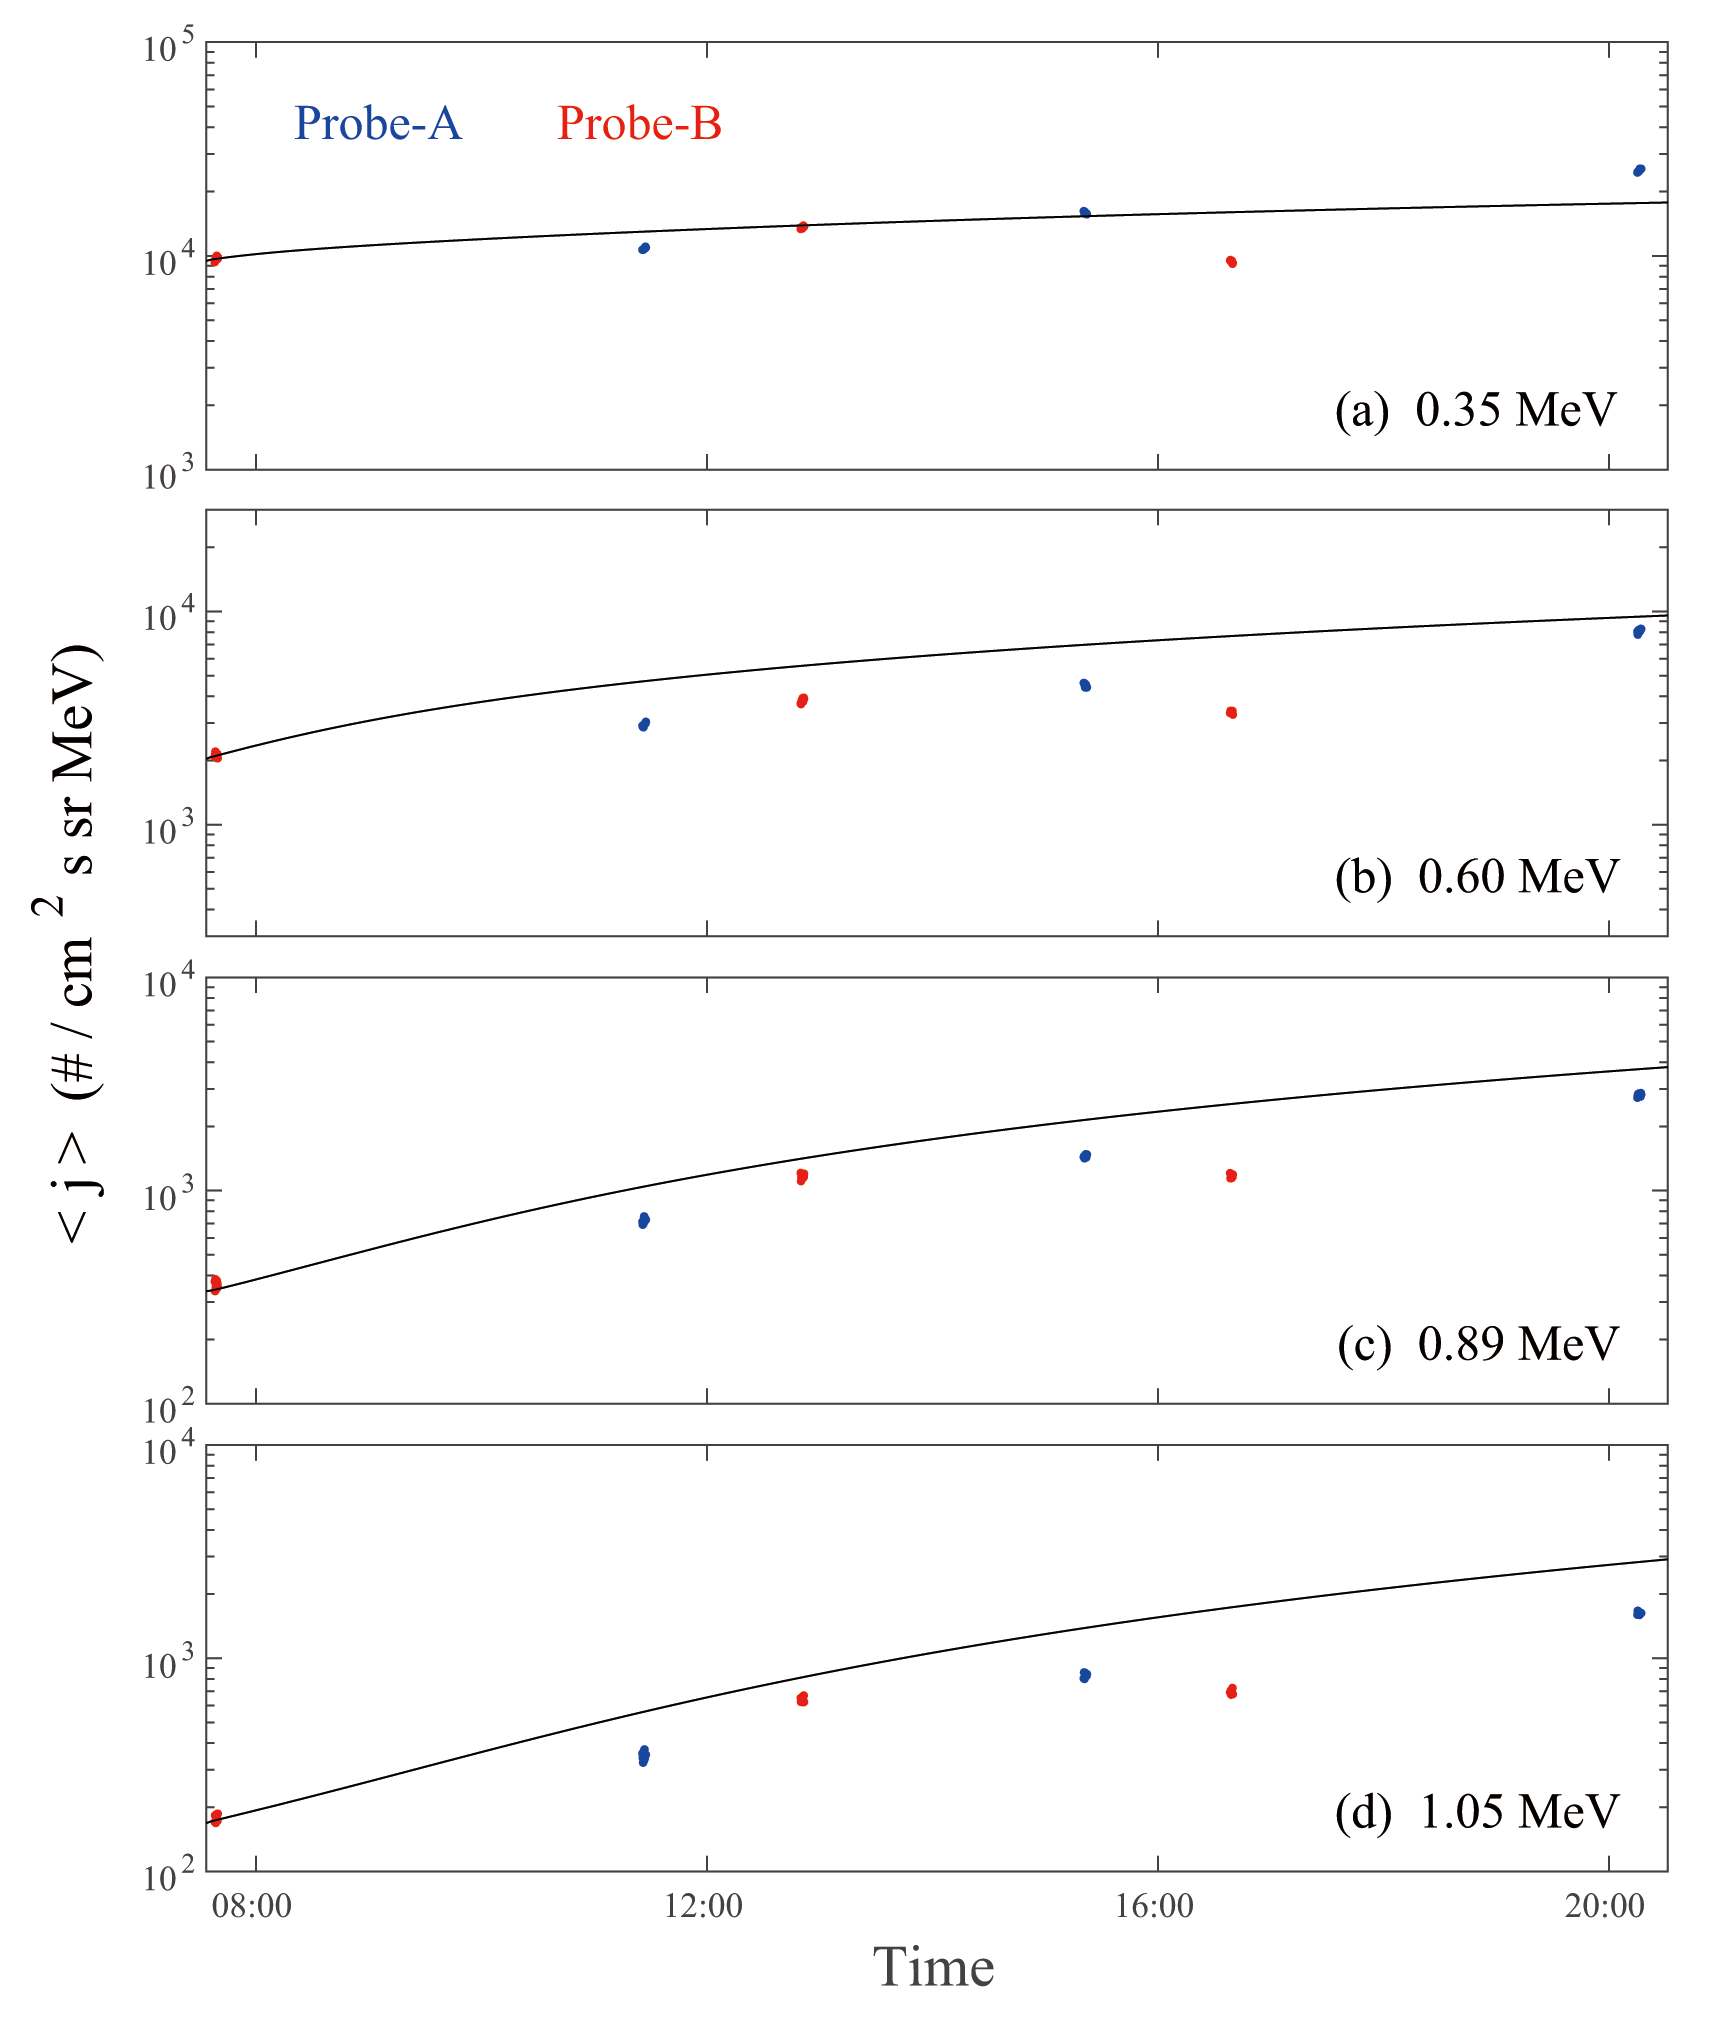 10^5
Probe-A Probe-B
10^4
(a) 0.35 MeV
10^3
10^4
10^3
(b) 0.60 MeV
< j > (# / cm^2 s sr MeV)
10^4
10^3
(c) 0.89 MeV
10^2
10^4
10^3
(d) 1.05 MeV
10^2
08:00 12:00 16:00 20:00
Time